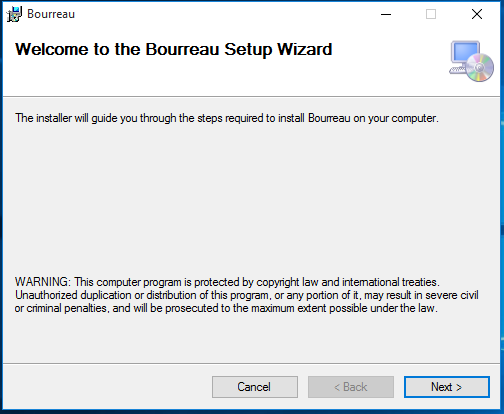 Bourreau
Welcome to the Bourreau Setup Wizard
The installer will guide you through the steps required to install Bourreau on your computer.
WARNING: This computer program is protected by copyright law and international treaties.
Unauthorized duplication or distribution of this program, or any portion of it, may result in severe civil
or criminal penalties, and will be prosecuted to the maximum extent possible under the law.
Cancel
< Back
Next >